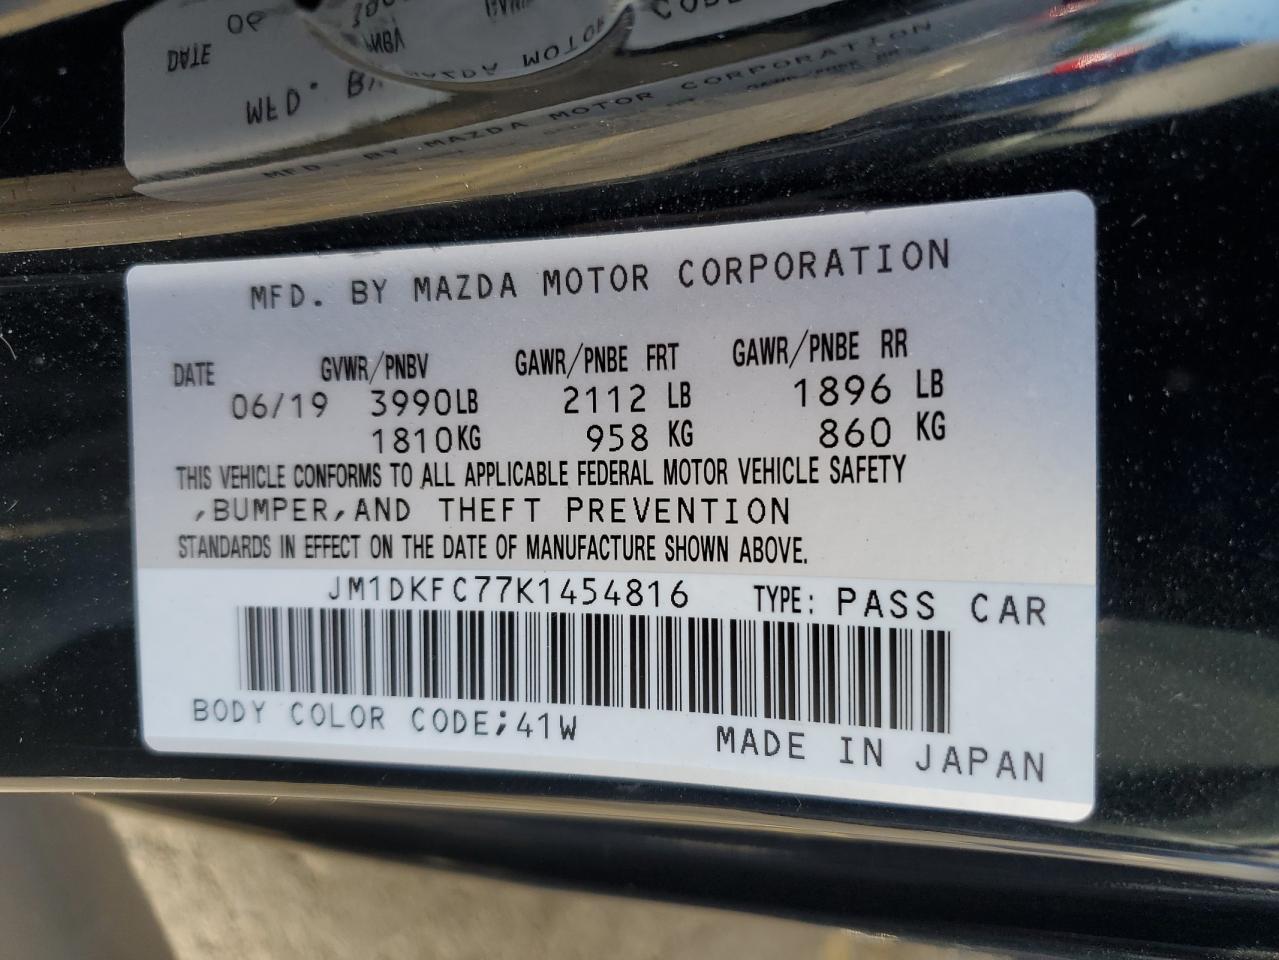 MFD. BY MAZDA MOTOR CORPORATION
DATE GVWR/PNBV GAWR/PNBE FRT GAWR/PNBE RR
06/19 3990LB 2112 LB 1896 LB
1810KG 958 KG 860 KG
THIS VEHICLE CONFORMS TO ALL APPLICABLE FEDERAL MOTOR VEHICLE SAFETY
,BUMPER,AND THEFT PREVENTION
STANDARDS IN EFFECT ON THE DATE OF MANUFACTURE SHOWN ABOVE.
JM1DKFC77K1454816 TYPE: PASS CAR
BODY COLOR CODE;41W MADE IN JAPAN